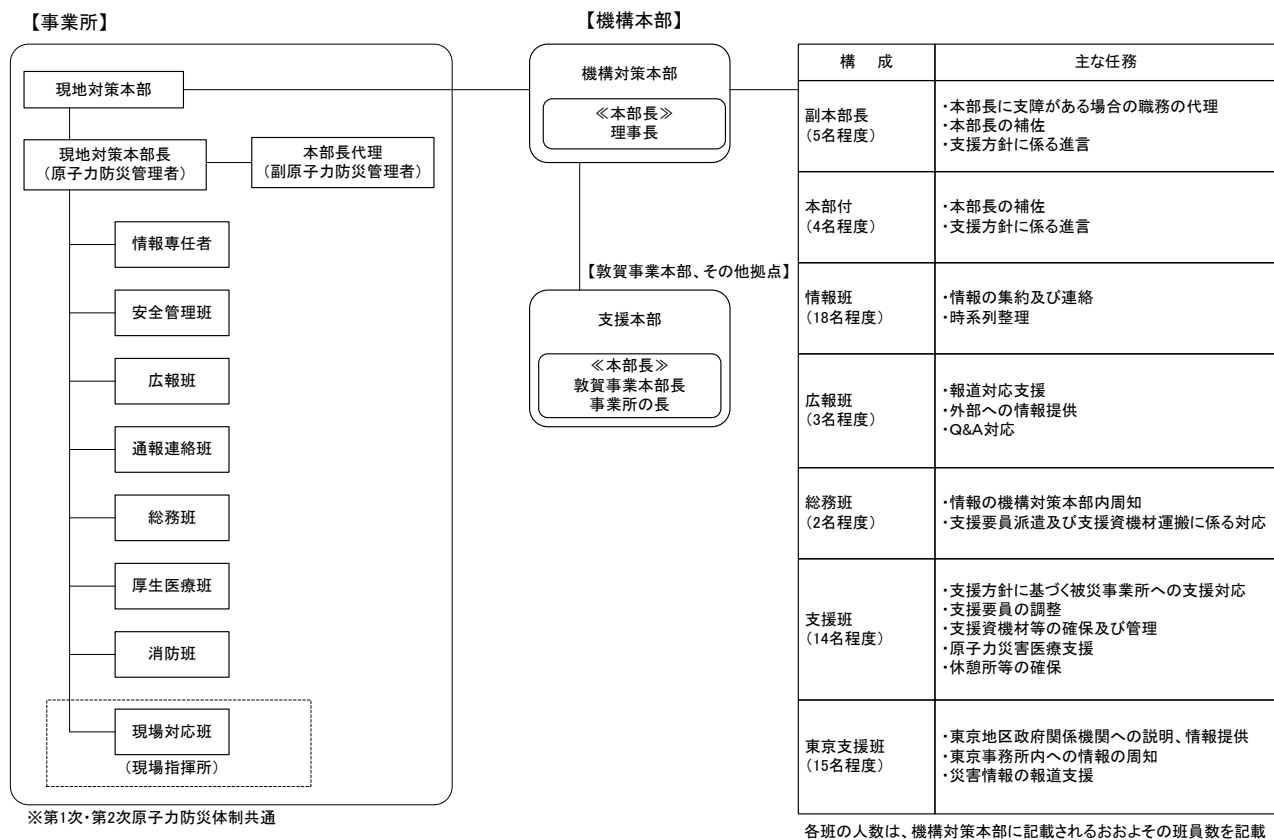 【事業所】
現地対策本部
現地対策本部長
(原子力防災管理者)
本部長代理
(副原子力防災管理者)
情報専任者
安全管理班
広報班
通報連絡班
総務班
厚生医療班
消防班
現場対応班
(現場指揮所)
※第1次・第2次原子力防災体制共通
【機構本部】
機構対策本部
≪本部長≫
理事長
【敦賀事業本部、その他拠点】
支援本部
≪本部長≫
敦賀事業本部長
事業所の長
構 成
主な任務
副本部長
(5名程度)
・本部長に支障がある場合の職務の代理
・本部長の補佐
・支援方針に係る進言
本部付
(4名程度)
・本部長の補佐
・支援方針に係る進言
情報班
(18名程度)
・情報の集約及び連絡
・時系列整理
広報班
(3名程度)
・報道対応支援
・外部への情報提供
・Q&A対応
総務班
(2名程度)
・情報の機構対策本部内周知
・支援要員派遣及び支援資機材運搬に係る対応
支援班
(14名程度)
・支援方針に基づく被災事業所への支援対応
・支援要員の調整
・支援資機材等の確保及び管理
・原子力災害医療支援
・休憩所等の確保
東京支援班
(15名程度)
・東京地区政府関係機関への説明、情報提供
・東京事務所内への情報の周知
・災害情報の報道支援
各班の人数は、機構対策本部に記載されるおおよその班員数を記載